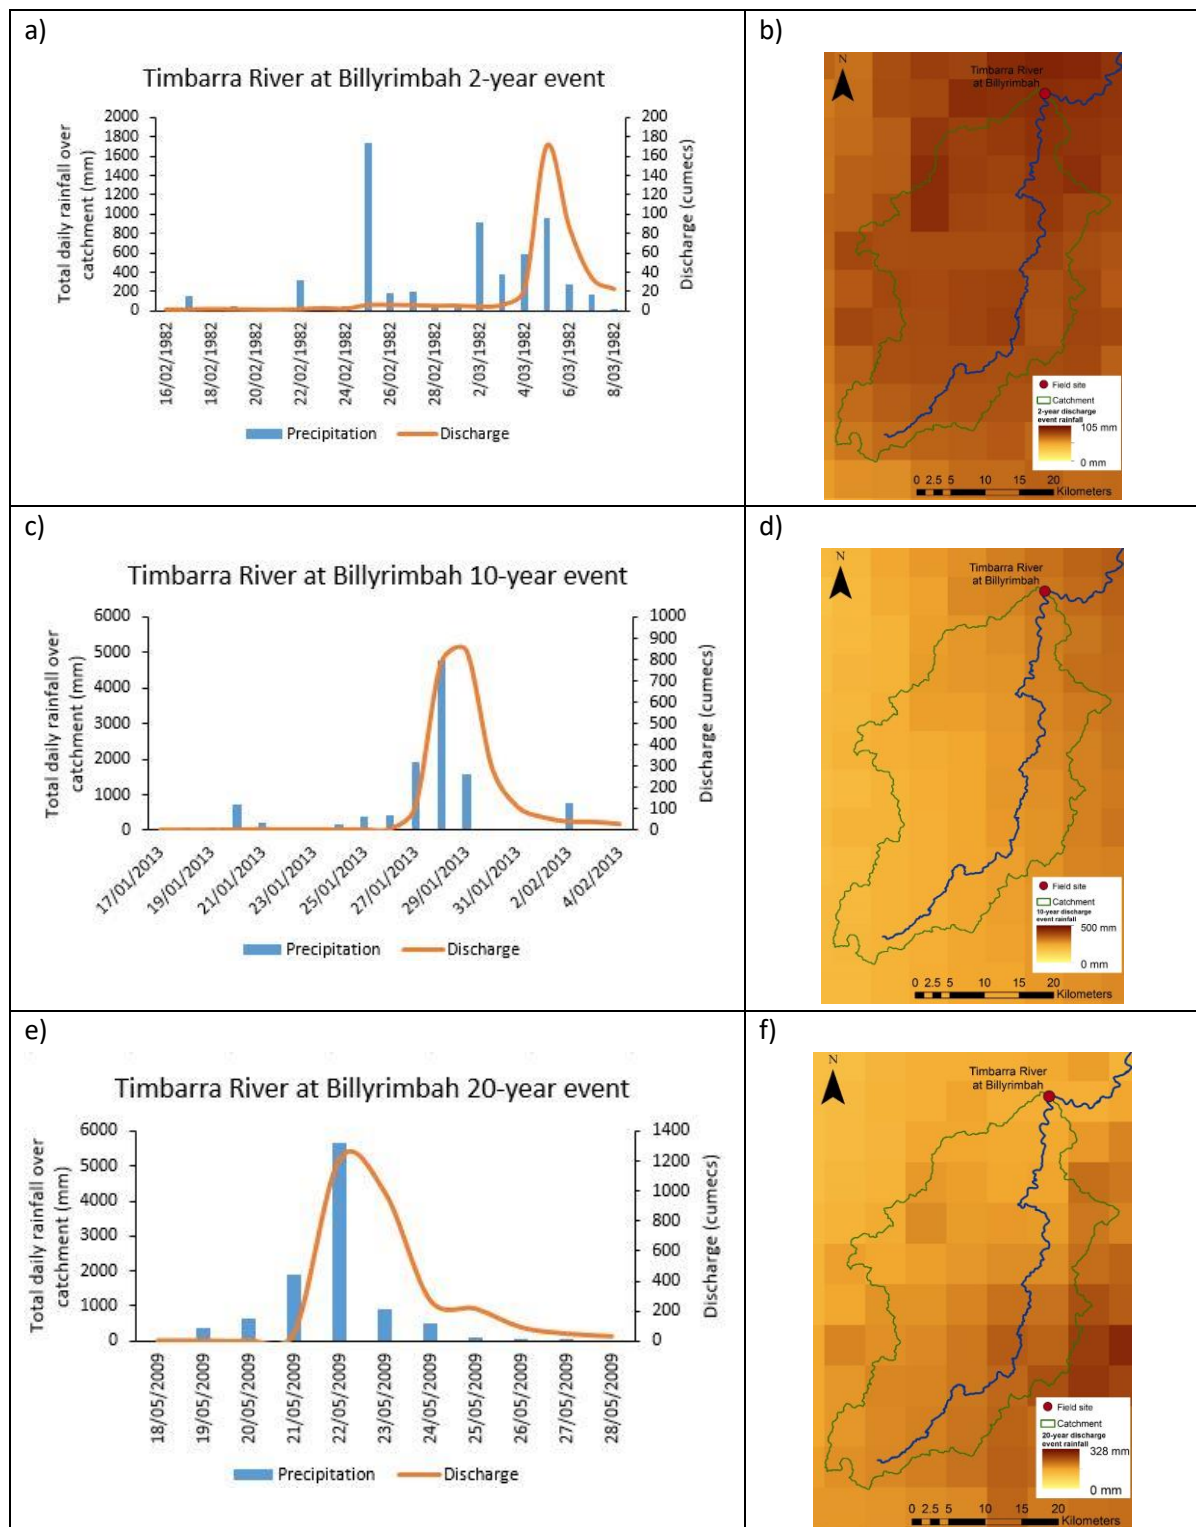 a)
Timbarra River at Billyrimbah 2-year event
Total daily rainfall over
catchment (mm)
2000
1800
1600
1400
1200
1000
800
600
400
200
0
200
180
160
140
120
100
80
60
40
20
0
Discharge (cumecs)
16/02/1982
18/02/1982
20/02/1982
22/02/1982
24/02/1982
26/02/1982
28/02/1982
2/03/1982
4/03/1982
6/03/1982
8/03/1982
Precipitation
Discharge
b)
N
Timbarra River
at Billyrimbah
Field site
Catchment
2-year discharge
event rainfall
105 mm
0 mm
0 2.5 5 10 15 20
Kilometers
c)
Timbarra River at Billyrimbah 10-year event
Total daily rainfall over
catchment (mm)
6000
5000
4000
3000
2000
1000
0
1000
900
800
700
600
500
400
300
200
100
0
Discharge (cumecs)
17/01/2013
19/01/2013
21/01/2013
23/01/2013
25/01/2013
27/01/2013
29/01/2013
31/01/2013
2/02/2013
4/02/2013
Precipitation
Discharge
d)
N
Timbarra River
at Billyrimbah
Field site
Catchment
10-year discharge
event rainfall
500 mm
0 mm
0 2.5 5 10 15 20
Kilometers
e)
Timbarra River at Billyrimbah 20-year event
Total daily rainfall over
catchment (mm)
6000
5000
4000
3000
2000
1000
0
1400
1200
1000
800
600
400
200
0
Discharge (cumecs)
18/05/2009
19/05/2009
20/05/2009
21/05/2009
22/05/2009
23/05/2009
24/05/2009
25/05/2009
26/05/2009
27/05/2009
28/05/2009
Precipitation
Discharge
f)
N
Timbarra River
at Billyrimbah
Field site
Catchment
20-year discharge
event rainfall
328 mm
0 mm
0 2.5 5 10 15 20
Kilometers